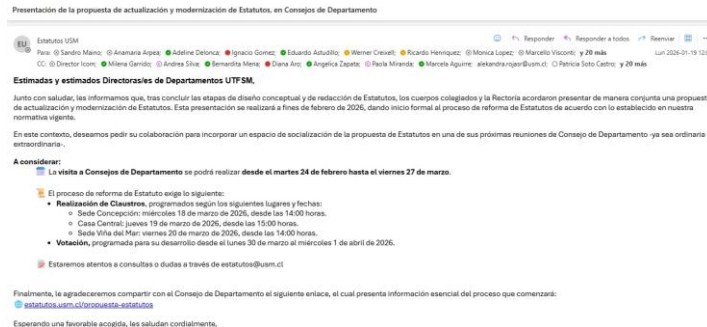 Presentación de la propuesta de actualización y modernización de Estatutos, en Consejos de Departamento
EU
Estatutos USM
Responder Responder a todos Reenviar
Para: Sandro Maino; Anamaria Arpea; Adeline Delonca; Ignacio Gomez; Eduardo Astudillo; Werner Creixell; Ricardo Henriquez; Monica Lopez; Marcello Visconti; y 20 más
Lun 2026-01-19 12:
CC: Director Icom; Milena Garrido; Andrea Silva; Bernardita Mena; Diana Aro; Angelica Zapata; Paola Miranda; Marcela Aguirre; alekandra.rojasr@usm.cl; Patricia Soto Castro; y 20 más
Estimadas y estimados Directoras/es de Departamentos UTFSM,
Junto con saludar, les informamos que, tras concluir las etapas de diseño conceptual y de redacción de Estatutos, los cuerpos colegiados y la Rectoría acordaron presentar de manera conjunta una propuest
de actualización y modernización de Estatutos. Esta presentación se realizará a fines de febrero de 2026, dando inicio formal al proceso de reforma de Estatutos de acuerdo con lo establecido en nuestra
normativa vigente.
En este contexto, deseamos pedir su colaboración para incorporar un espacio de socialización de la propuesta de Estatutos en una de sus próximas reuniones de Consejo de Departamento -ya sea ordinaria
extraordinaria-.
A considerar:
La visita a Consejos de Departamento se podrá realizar desde el martes 24 de febrero hasta el viernes 27 de marzo.
El proceso de reforma de Estatuto exige lo siguiente:
• Realización de Claustros, programados según los siguientes lugares y fechas:
○ Sede Concepción: miércoles 18 de marzo de 2026, desde las 14:00 horas.
○ Casa Central: jueves 19 de marzo de 2026, desde las 15:00 horas.
○ Sede Viña del Mar: viernes 20 de marzo de 2026, desde las 14:00 horas.
• Votación, programada para su desarrollo desde el lunes 30 de marzo al miércoles 1 de abril de 2026.
Estaremos atentos a consultas o dudas a través de estatutos@usm.cl
Finalmente, le agradeceremos compartir con el Consejo de Departamento el siguiente enlace, el cual presenta información esencial del proceso que comenzará:
estatutos.usm.cl/propuesta-estatutos
Esperando una favorable acogida, les saludan cordialmente,